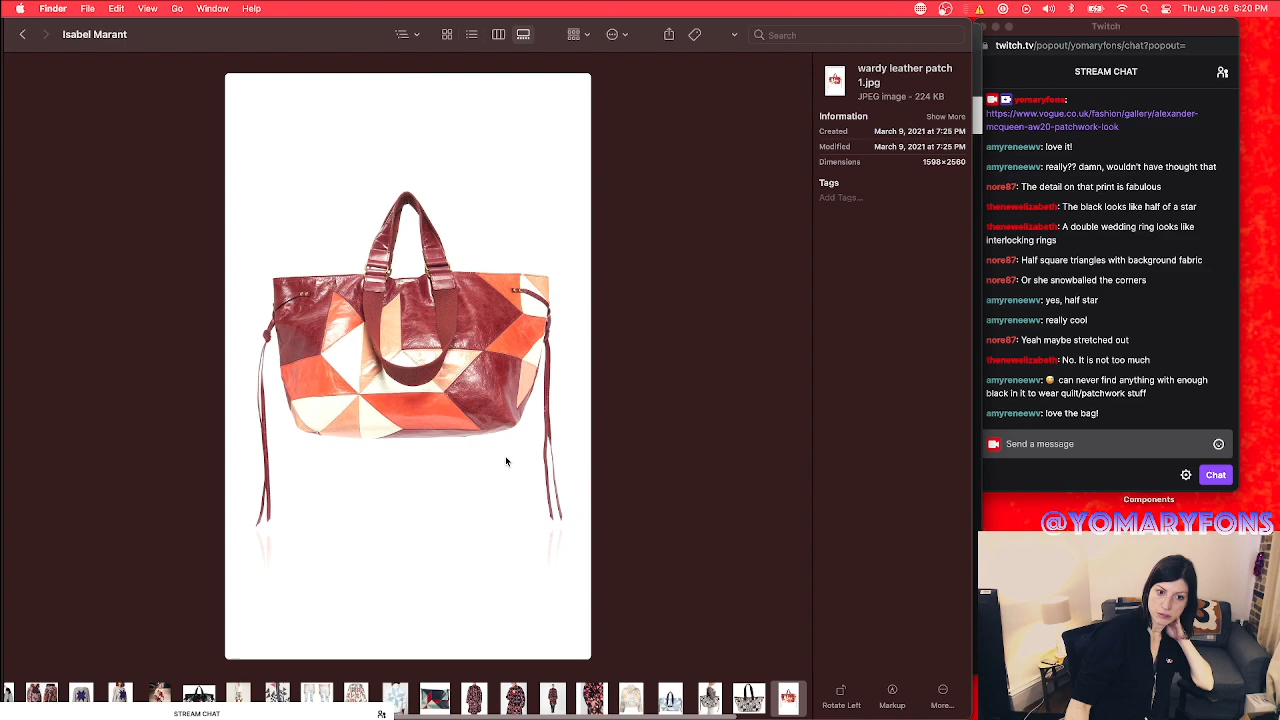 Finder File Edit View Go Window Help
Thu Aug 26 6:20 PM
Isabel Marant
Search
wardy leather patch
1.jpg
JPEG image - 224 KB
Information Show More
Created March 9, 2021 at 7:25 PM
Modified March 9, 2021 at 7:25 PM
Dimensions 1598×2560
Tags
Add Tags...
Rotate Left Markup More...
STREAM CHAT
Twitch
twitch.tv/popout/yomaryfons/chat?popout=
STREAM CHAT
yomaryfons:
https://www.vogue.co.uk/fashion/gallery/alexander-
mcqueen-aw20-patchwork-look
amyreneewv: love it!
amyreneewv: really?? damn, wouldn't have thought that
nore87: The detail on that print is fabulous
thenewelizabeth: The black looks like half of a star
thenewelizabeth: A double wedding ring looks like
interlocking rings
nore87: Half square triangles with background fabric
nore87: Or she snowballed the corners
amyreneewv: yes, half star
amyreneewv: really cool
nore87: Yeah maybe stretched out
thenewelizabeth: No. It is not too much
amyreneewv: can never find anything with enough
black in it to wear quilt/patchwork stuff
amyreneewv: love the bag!
Send a message
Chat
Components
@YOMARYFONS